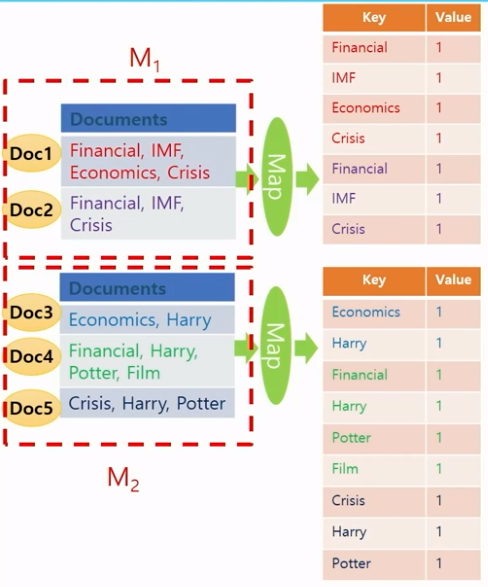 M1
Documents
Doc1
Financial, IMF,
Economics, Crisis
Doc2
Financial, IMF,
Crisis
Map
Key Value
Financial 1
IMF 1
Economics 1
Crisis 1
Financial 1
IMF 1
Crisis 1
Documents
Doc3
Economics, Harry
Doc4
Financial, Harry,
Potter, Film
Doc5
Crisis, Harry, Potter
M2
Map
Key Value
Economics 1
Harry 1
Financial 1
Harry 1
Potter 1
Film 1
Crisis 1
Harry 1
Potter 1